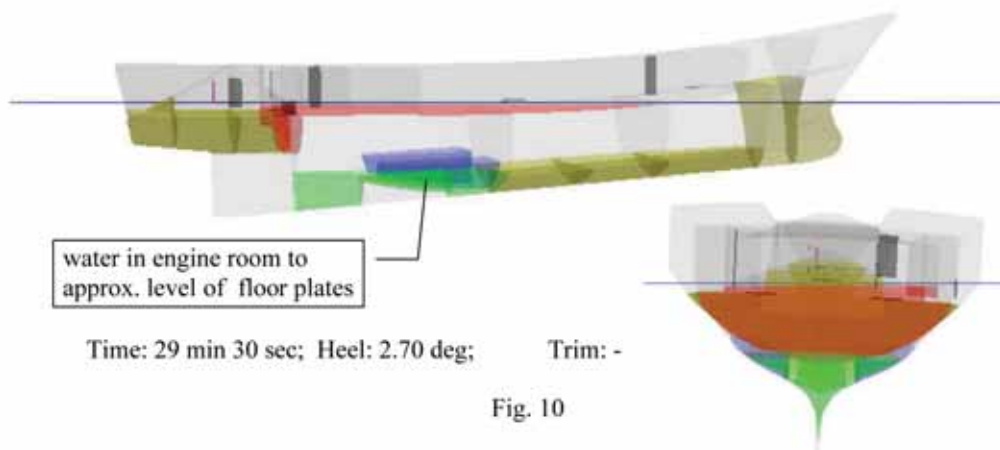 water in engine room to
approx. level of floor plates
Time: 29 min 30 sec; Heel: 2.70 deg; Trim: -
Fig. 10